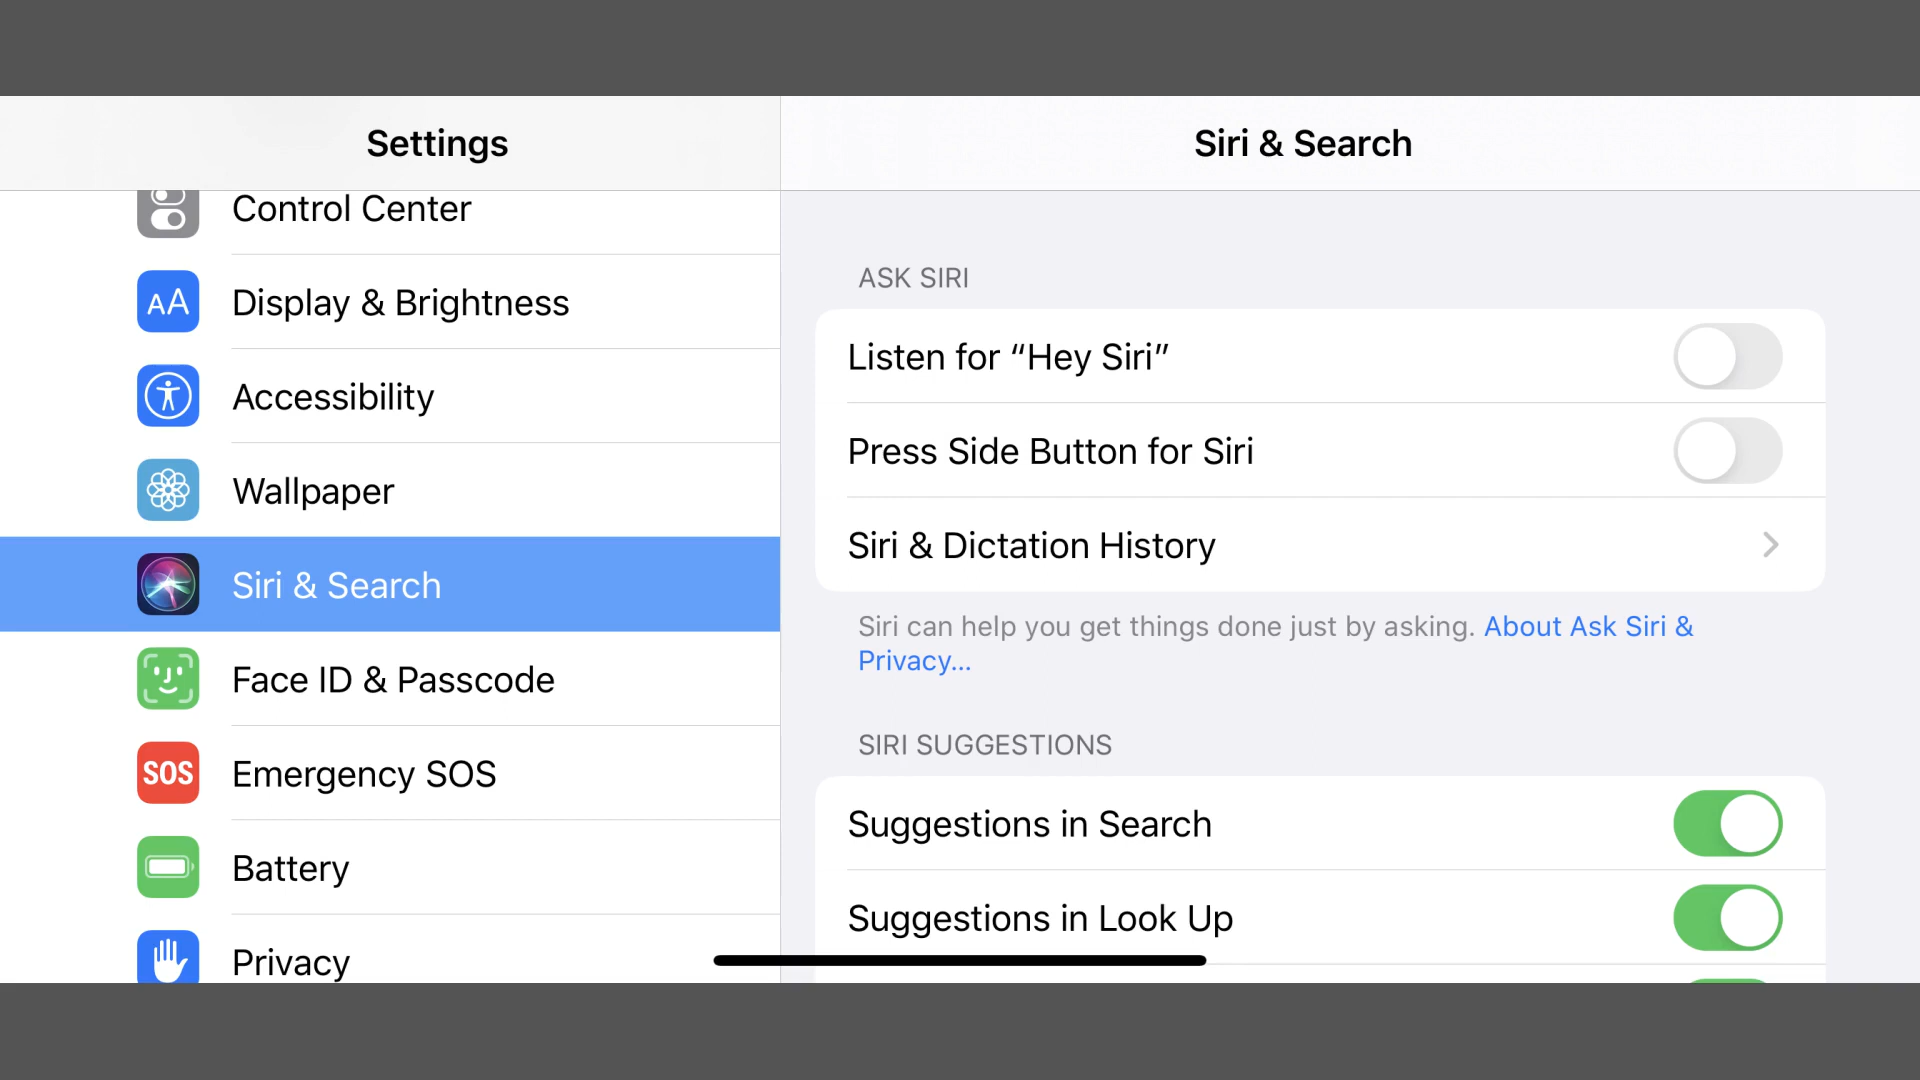 Settings
Control Center
AA Display & Brightness
Accessibility
Wallpaper
Siri & Search
Face ID & Passcode
SOS Emergency SOS
Battery
Privacy
Siri & Search
ASK SIRI
Listen for “Hey Siri”
Press Side Button for Siri
Siri & Dictation History
Siri can help you get things done just by asking. About Ask Siri &
Privacy...
SIRI SUGGESTIONS
Suggestions in Search
Suggestions in Look Up